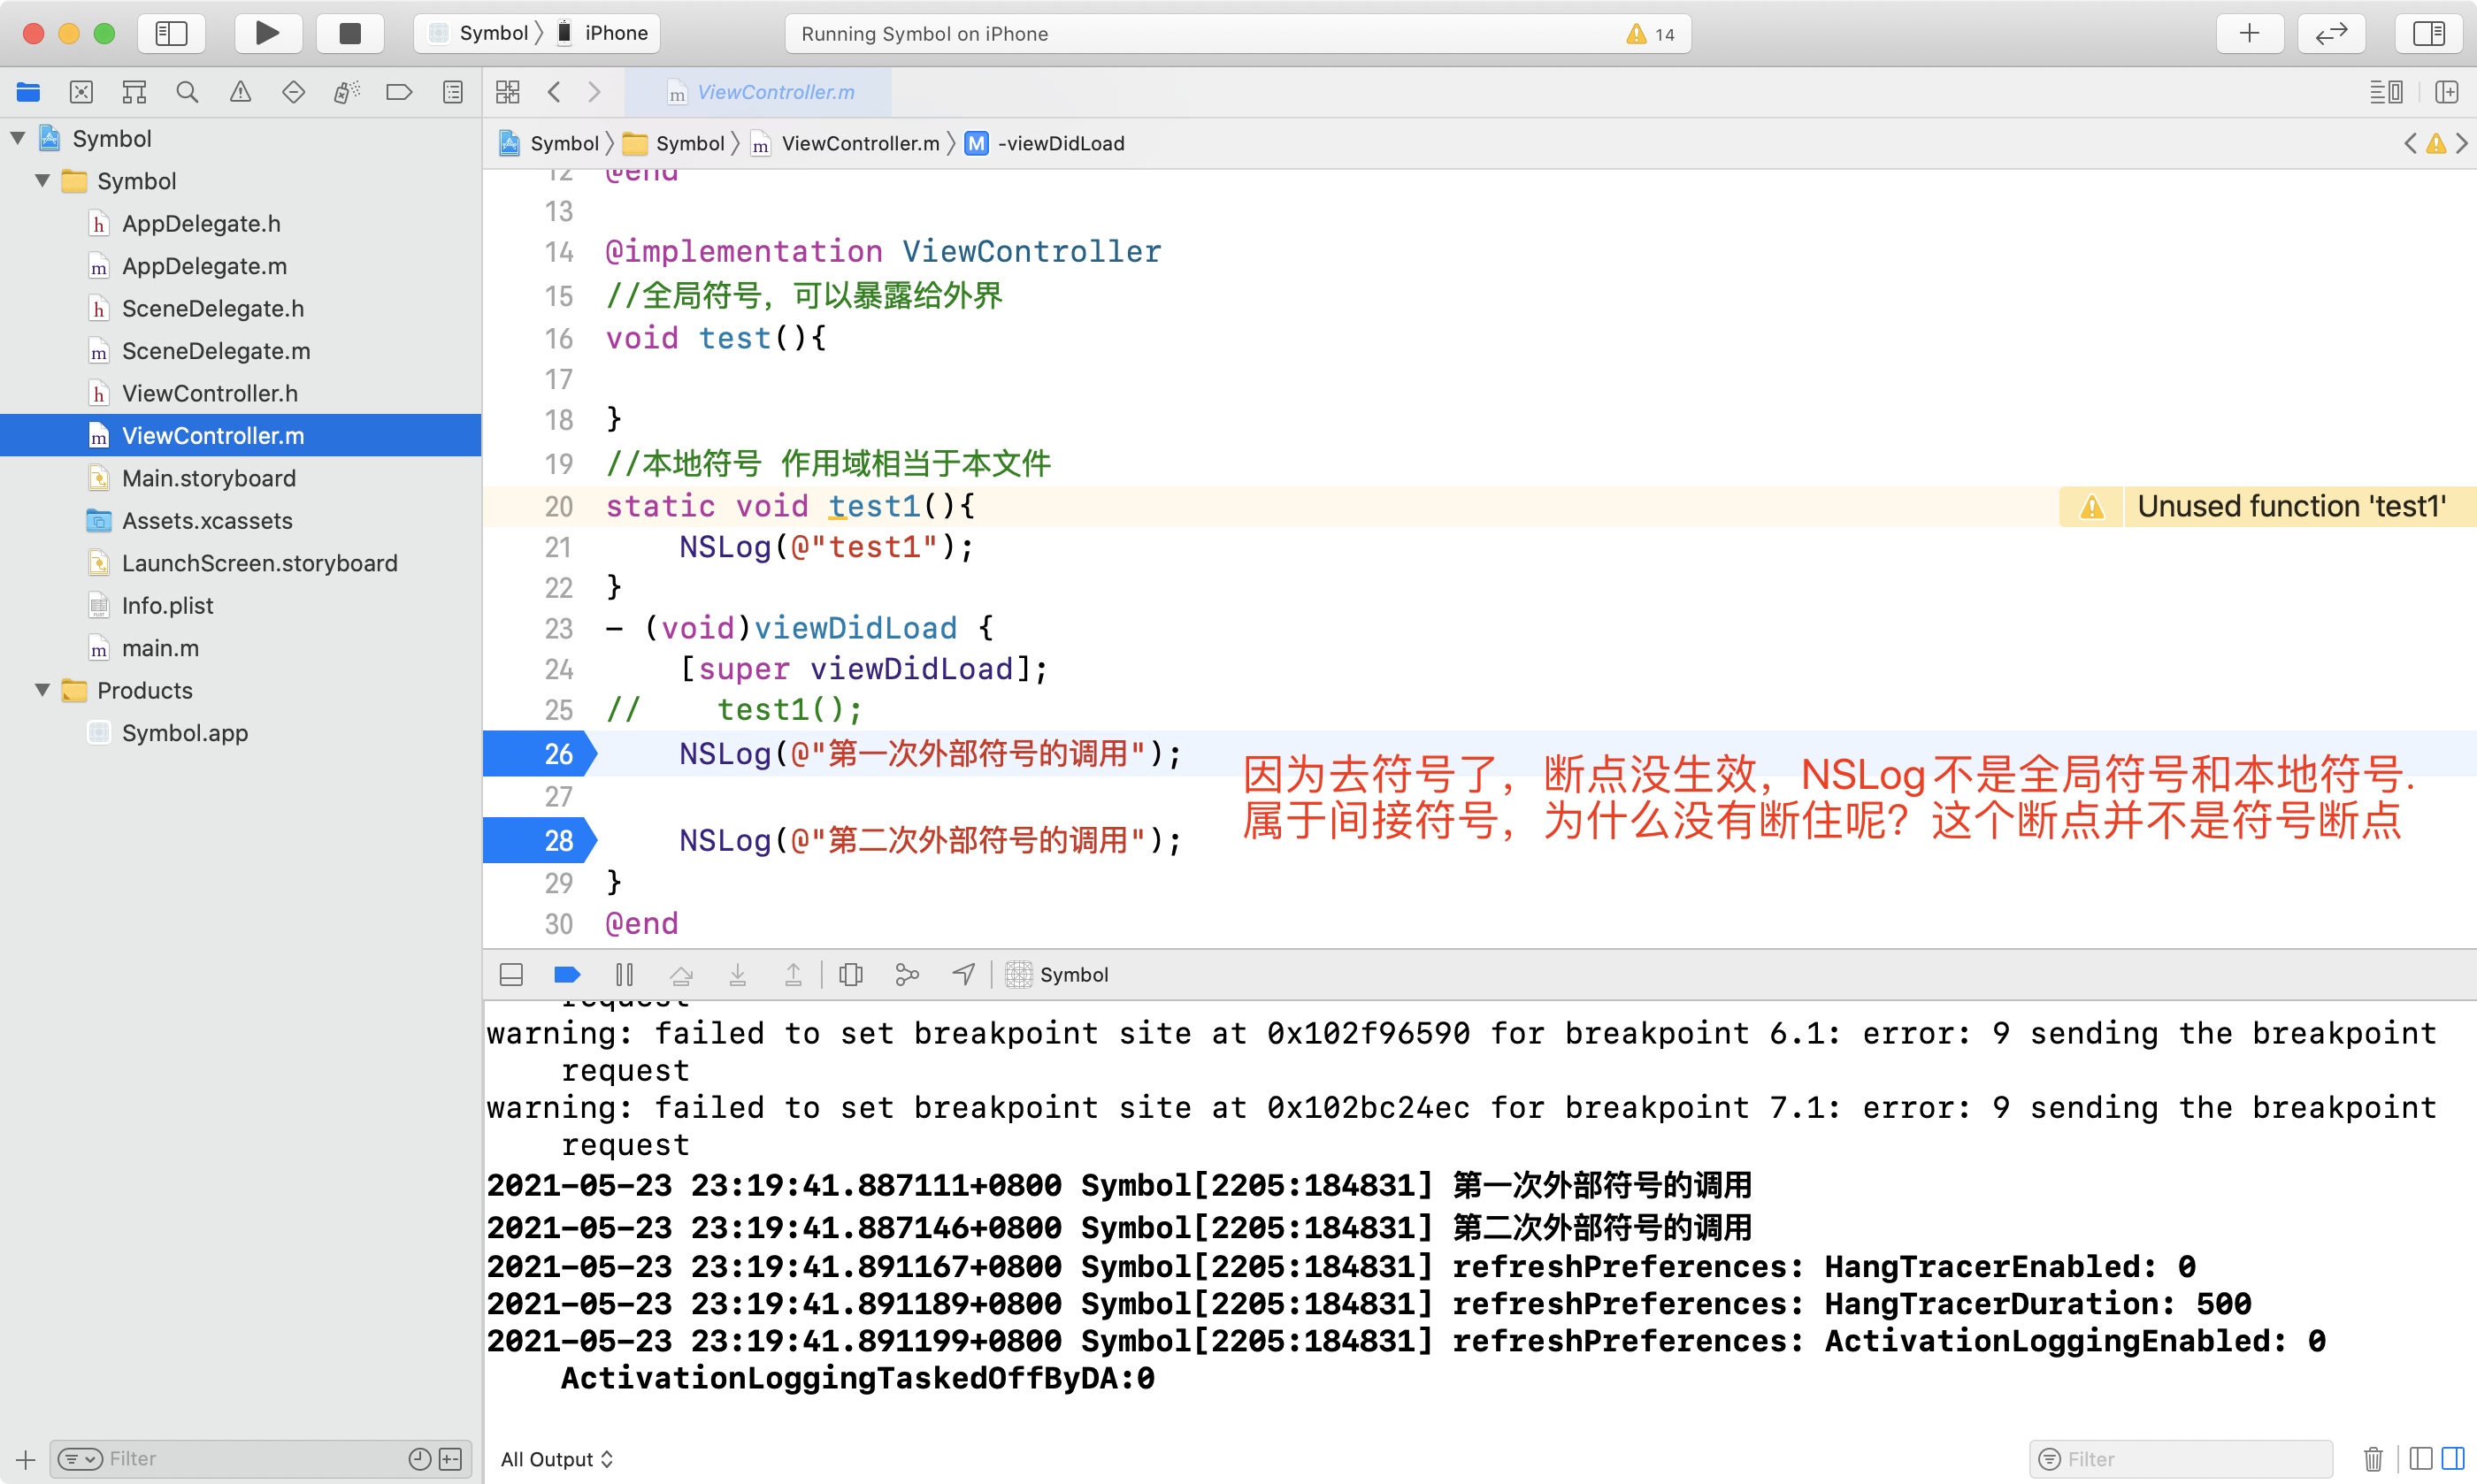 Symbol
iPhone
Running Symbol on iPhone
14
ViewController.m
Symbol
Symbol
ViewController.m
M
-viewDidLoad
Symbol
Symbol
h AppDelegate.h
m AppDelegate.m
h SceneDelegate.h
m SceneDelegate.m
h ViewController.h
m ViewController.m
Main.storyboard
Assets.xcassets
LaunchScreen.storyboard
Info.plist
m main.m
Products
Symbol.app
12 @end
13
14 @implementation ViewController
15 //全局符号，可以暴露给外界
16 void test(){
17
18 }
19 //本地符号 作用域相当于本文件
20 static void test1(){
Unused function 'test1'
21 NSLog(@"test1");
22 }
23 - (void)viewDidLoad {
24 [super viewDidLoad];
25 // test1();
26 NSLog(@"第一次外部符号的调用");
27
28 NSLog(@"第二次外部符号的调用");
29 }
30 @end
因为去符号了，断点没生效，NSLog不是全局符号和本地符号.
属于间接符号，为什么没有断住呢？这个断点并不是符号断点
Symbol
request
warning: failed to set breakpoint site at 0x102f96590 for breakpoint 6.1: error: 9 sending the breakpoint
request
warning: failed to set breakpoint site at 0x102bc24ec for breakpoint 7.1: error: 9 sending the breakpoint
request
2021-05-23 23:19:41.887111+0800 Symbol[2205:184831] 第一次外部符号的调用
2021-05-23 23:19:41.887146+0800 Symbol[2205:184831] 第二次外部符号的调用
2021-05-23 23:19:41.891167+0800 Symbol[2205:184831] refreshPreferences: HangTracerEnabled: 0
2021-05-23 23:19:41.891189+0800 Symbol[2205:184831] refreshPreferences: HangTracerDuration: 500
2021-05-23 23:19:41.891199+0800 Symbol[2205:184831] refreshPreferences: ActivationLoggingEnabled: 0
ActivationLoggingTaskedOffByDA:0
Filter
All Output
Filter